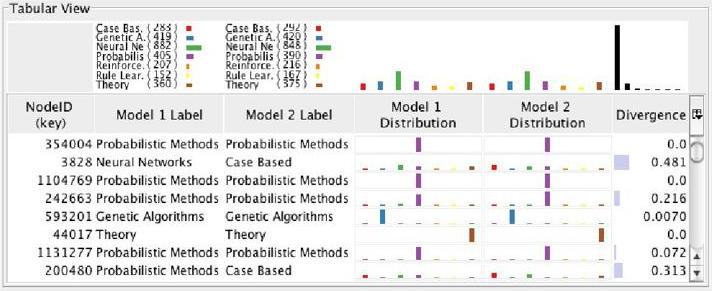 Tabular View
Case Bas. (283) Case Bas. (292)
Genetic A. (419) Genetic A. (420)
Neural Ne (882) Neural Ne (848)
Probabilis (405) Probabilis (390)
Reinforce. (207) Reinforce. (216)
Rule Lear. (152) Rule Lear. (167)
Theory (360) Theory (375)
NodeID (key) Model 1 Label Model 2 Label Model 1 Distribution Model 2 Distribution Divergence
354004 Probabilistic Methods Probabilistic Methods 0.0
3828 Neural Networks Case Based 0.481
1104769 Probabilistic Methods Probabilistic Methods 0.0
242663 Probabilistic Methods Probabilistic Methods 0.216
593201 Genetic Algorithms Genetic Algorithms 0.0070
44017 Theory Theory 0.0
1131277 Probabilistic Methods Probabilistic Methods 0.072
200480 Probabilistic Methods Case Based 0.313